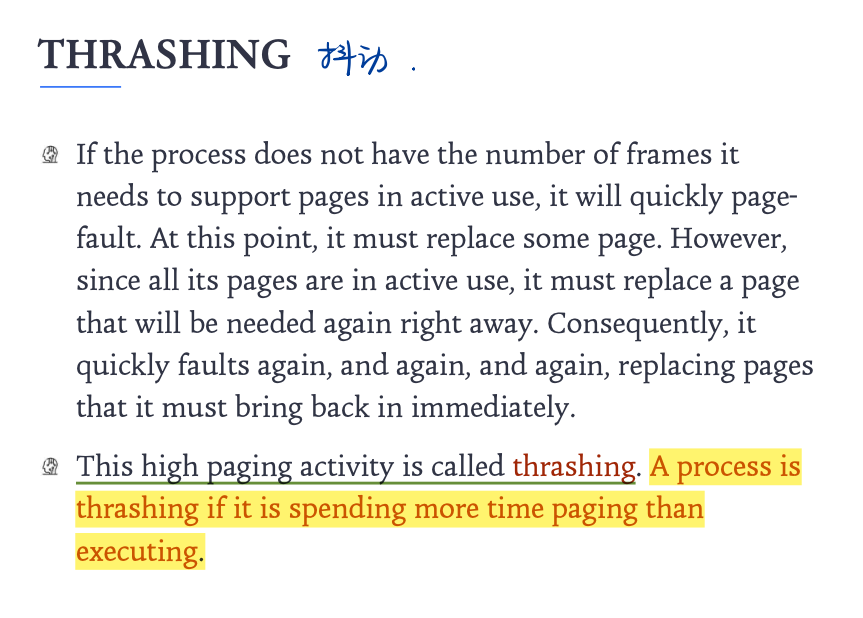 THRASHING 抖动.
If the process does not have the number of frames it
needs to support pages in active use, it will quickly page-
fault. At this point, it must replace some page. However,
since all its pages are in active use, it must replace a page
that will be needed again right away. Consequently, it
quickly faults again, and again, and again, replacing pages
that it must bring back in immediately.
This high paging activity is called thrashing. A process is
thrashing if it is spending more time paging than
executing.